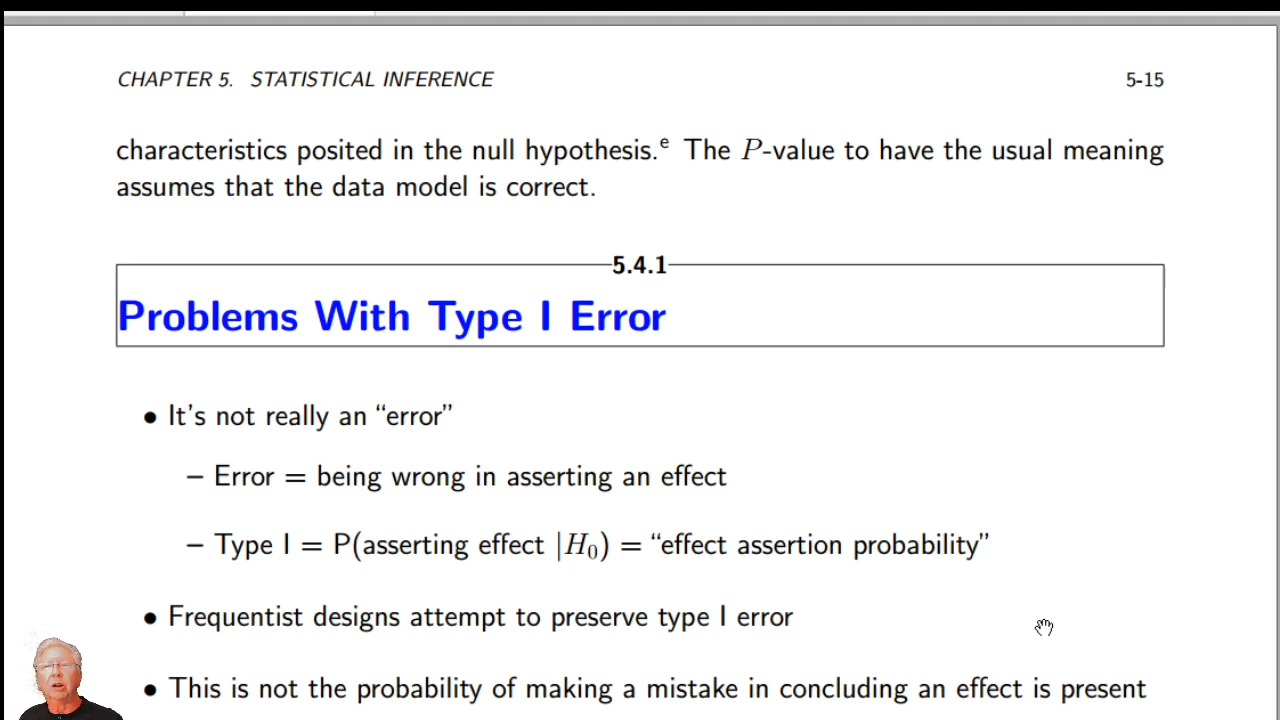 CHAPTER 5. STATISTICAL INFERENCE 5-15
characteristics posited in the null hypothesis.ᵉ The P-value to have the usual meaning
assumes that the data model is correct.
5.4.1
Problems With Type I Error
• It's not really an “error”
– Error = being wrong in asserting an effect
– Type I = P(asserting effect |H₀) = “effect assertion probability”
• Frequentist designs attempt to preserve type I error
• This is not the probability of making a mistake in concluding an effect is present